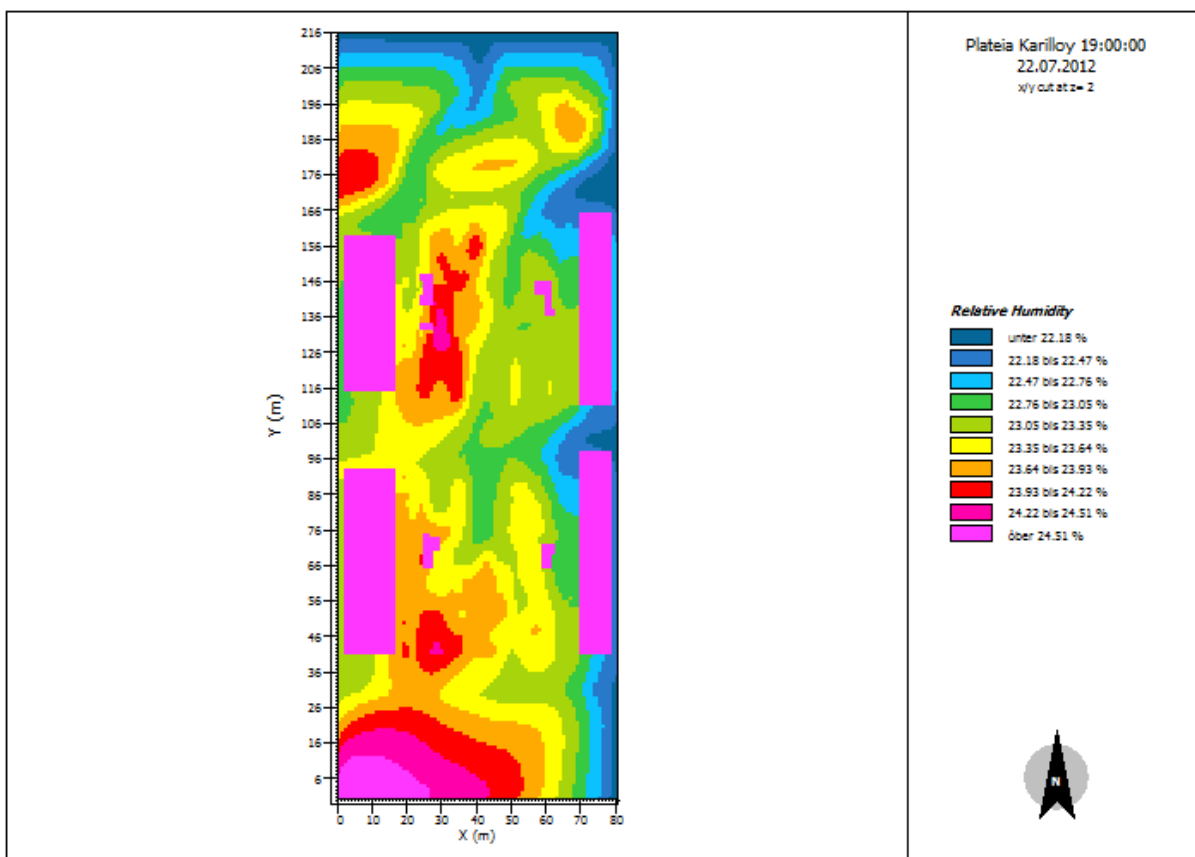 Plateia Karilloy 19:00:00
22.07.2012
x/y cut at z= 2
216
206
196
186
176
166
156
146
136
126
116
106
96
86
76
66
56
46
36
26
16
6
Y (m)
0 10 20 30 40 50 60 70 80
X (m)
Relative Humidity
unter 22.18 %
22.18 bis 22.47 %
22.47 bis 22.76 %
22.76 bis 23.05 %
23.05 bis 23.35 %
23.35 bis 23.64 %
23.64 bis 23.93 %
23.93 bis 24.22 %
24.22 bis 24.51 %
öber 24.51 %
N